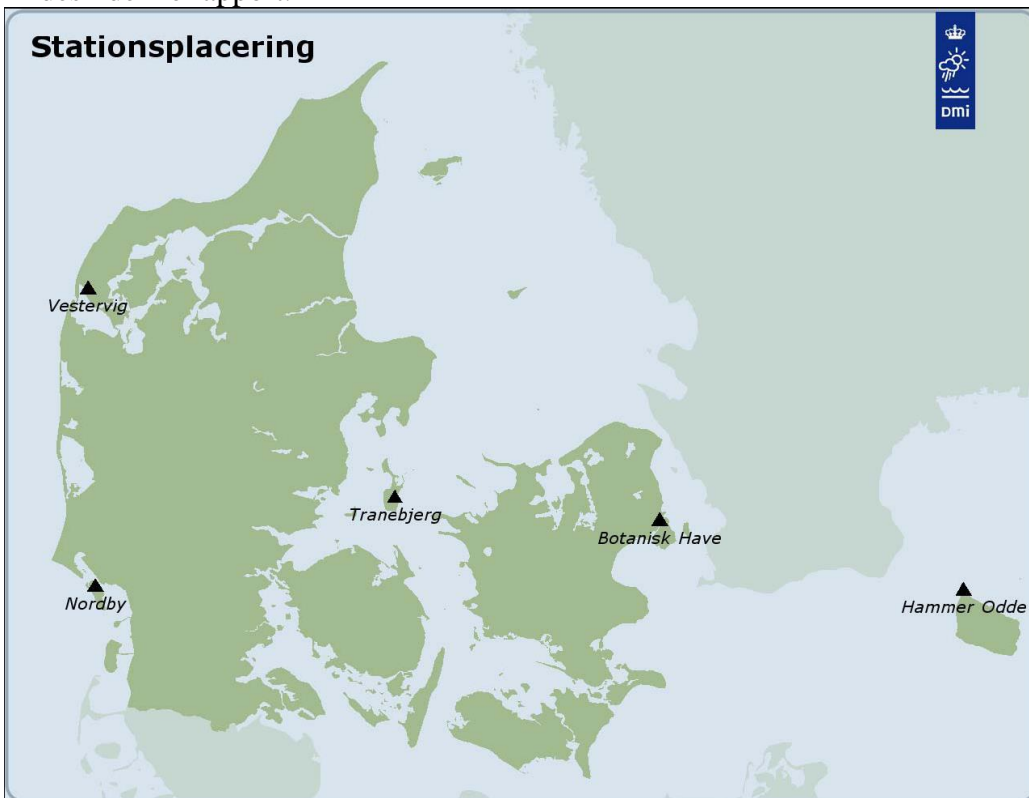 Stationsplacering
DMI
Vestervig
Tranebjerg
Botanisk Have
Nordby
Hammer Odde